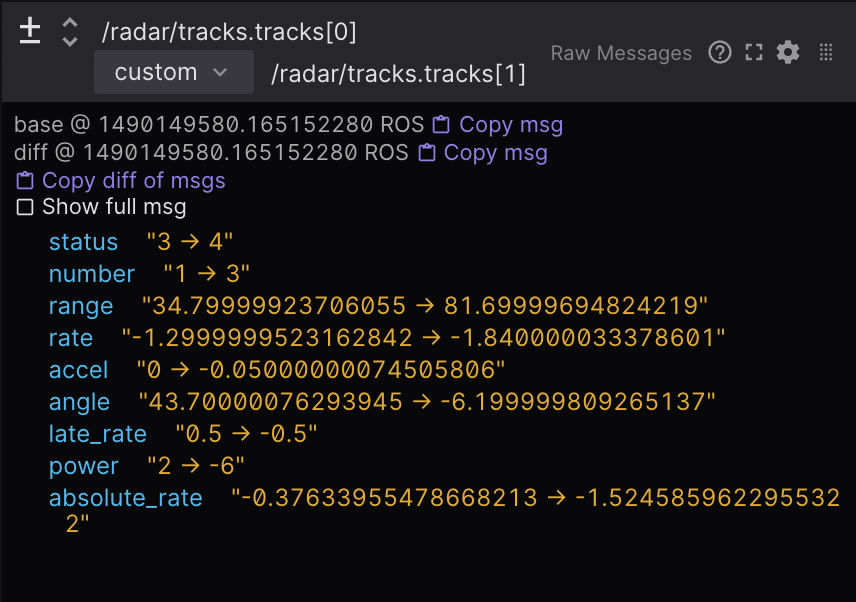 /radar/tracks.tracks[0]
custom /radar/tracks.tracks[1]
Raw Messages
base @ 1490149580.165152280 ROS Copy msg
diff @ 1490149580.165152280 ROS Copy msg
Copy diff of msgs
Show full msg
status "3 → 4"
number "1 → 3"
range "34.79999923706055 → 81.69999694824219"
rate "-1.2999999523162842 → -1.840000033378601"
accel "0 → -0.05000000074505806"
angle "43.70000076293945 → -6.199999809265137"
late_rate "0.5 → -0.5"
power "2 → -6"
absolute_rate "-0.37633955478668213 → -1.524585962295532
2"